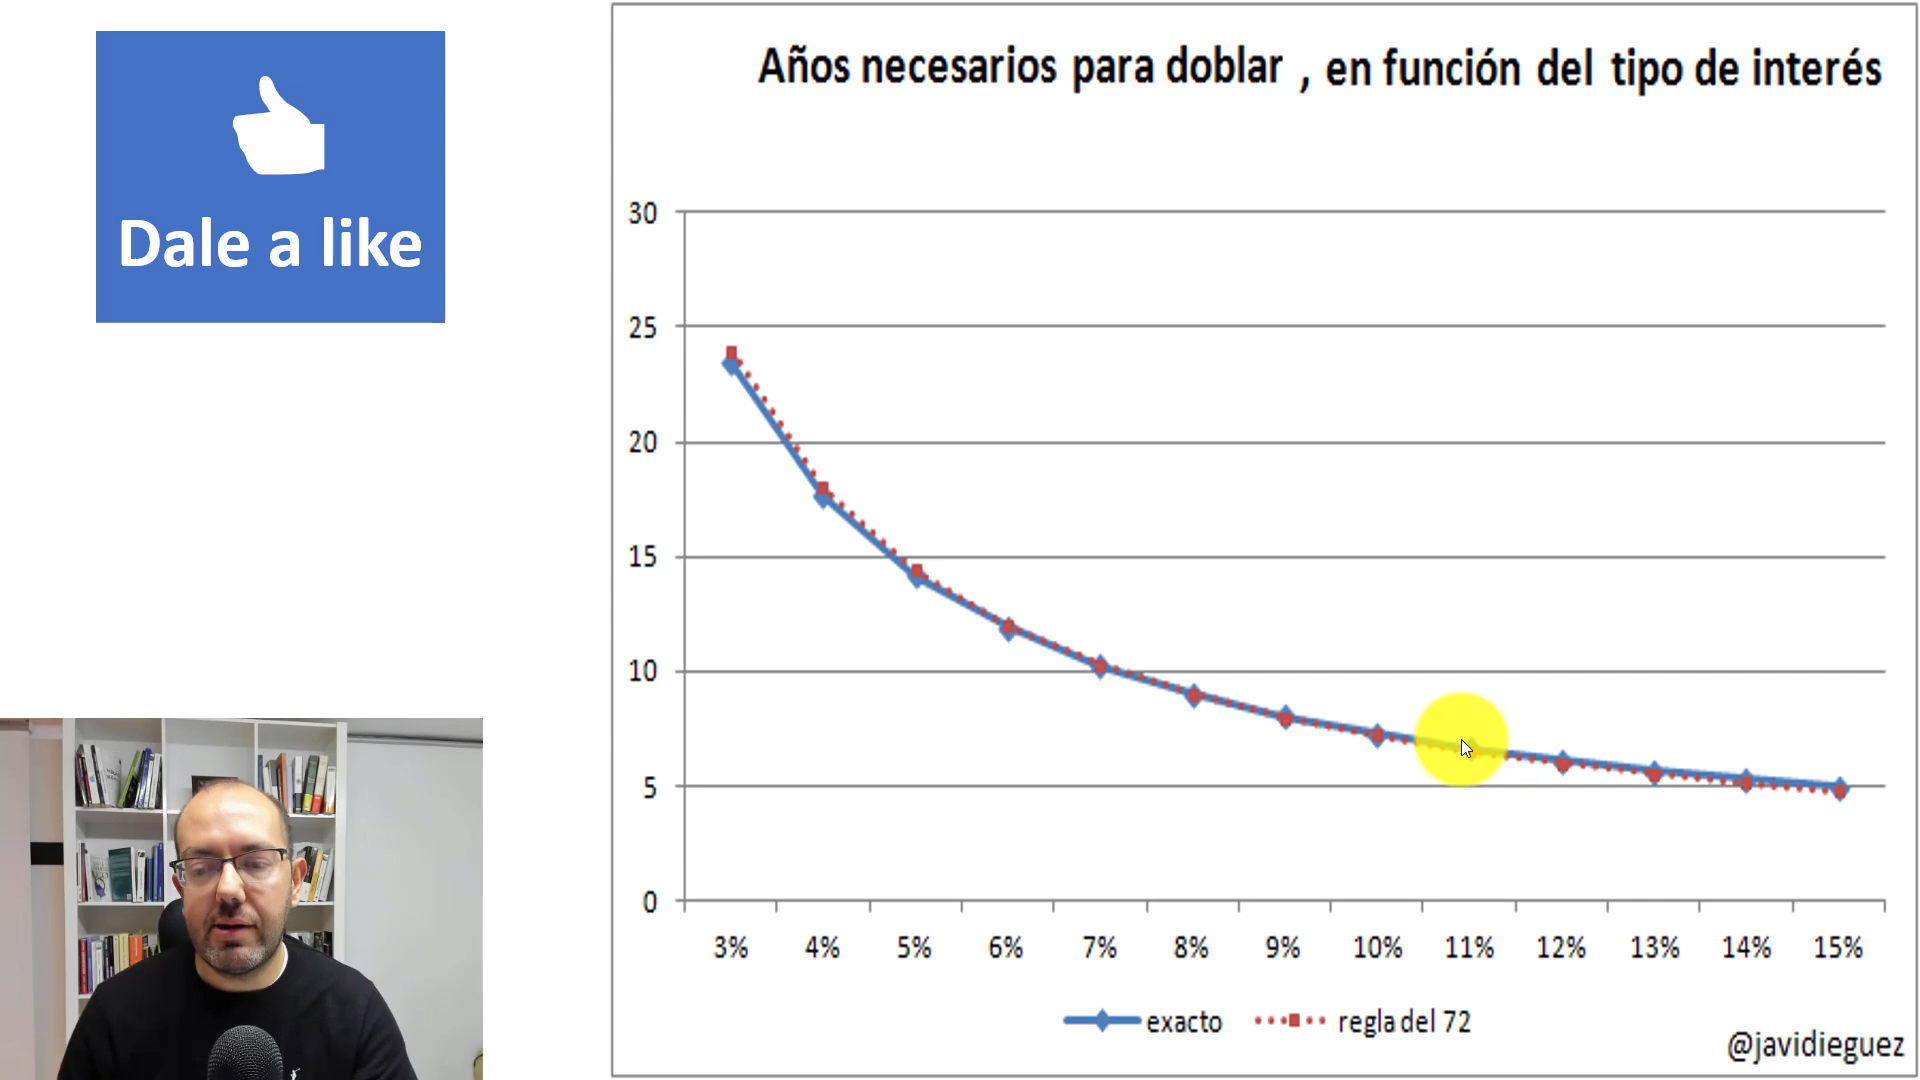 Dale a like
Años necesarios para doblar , en función del tipo de interés
30
25
20
15
10
5
0
3% 4% 5% 6% 7% 8% 9% 10% 11% 12% 13% 14% 15%
exacto regla del 72
@javidieguez